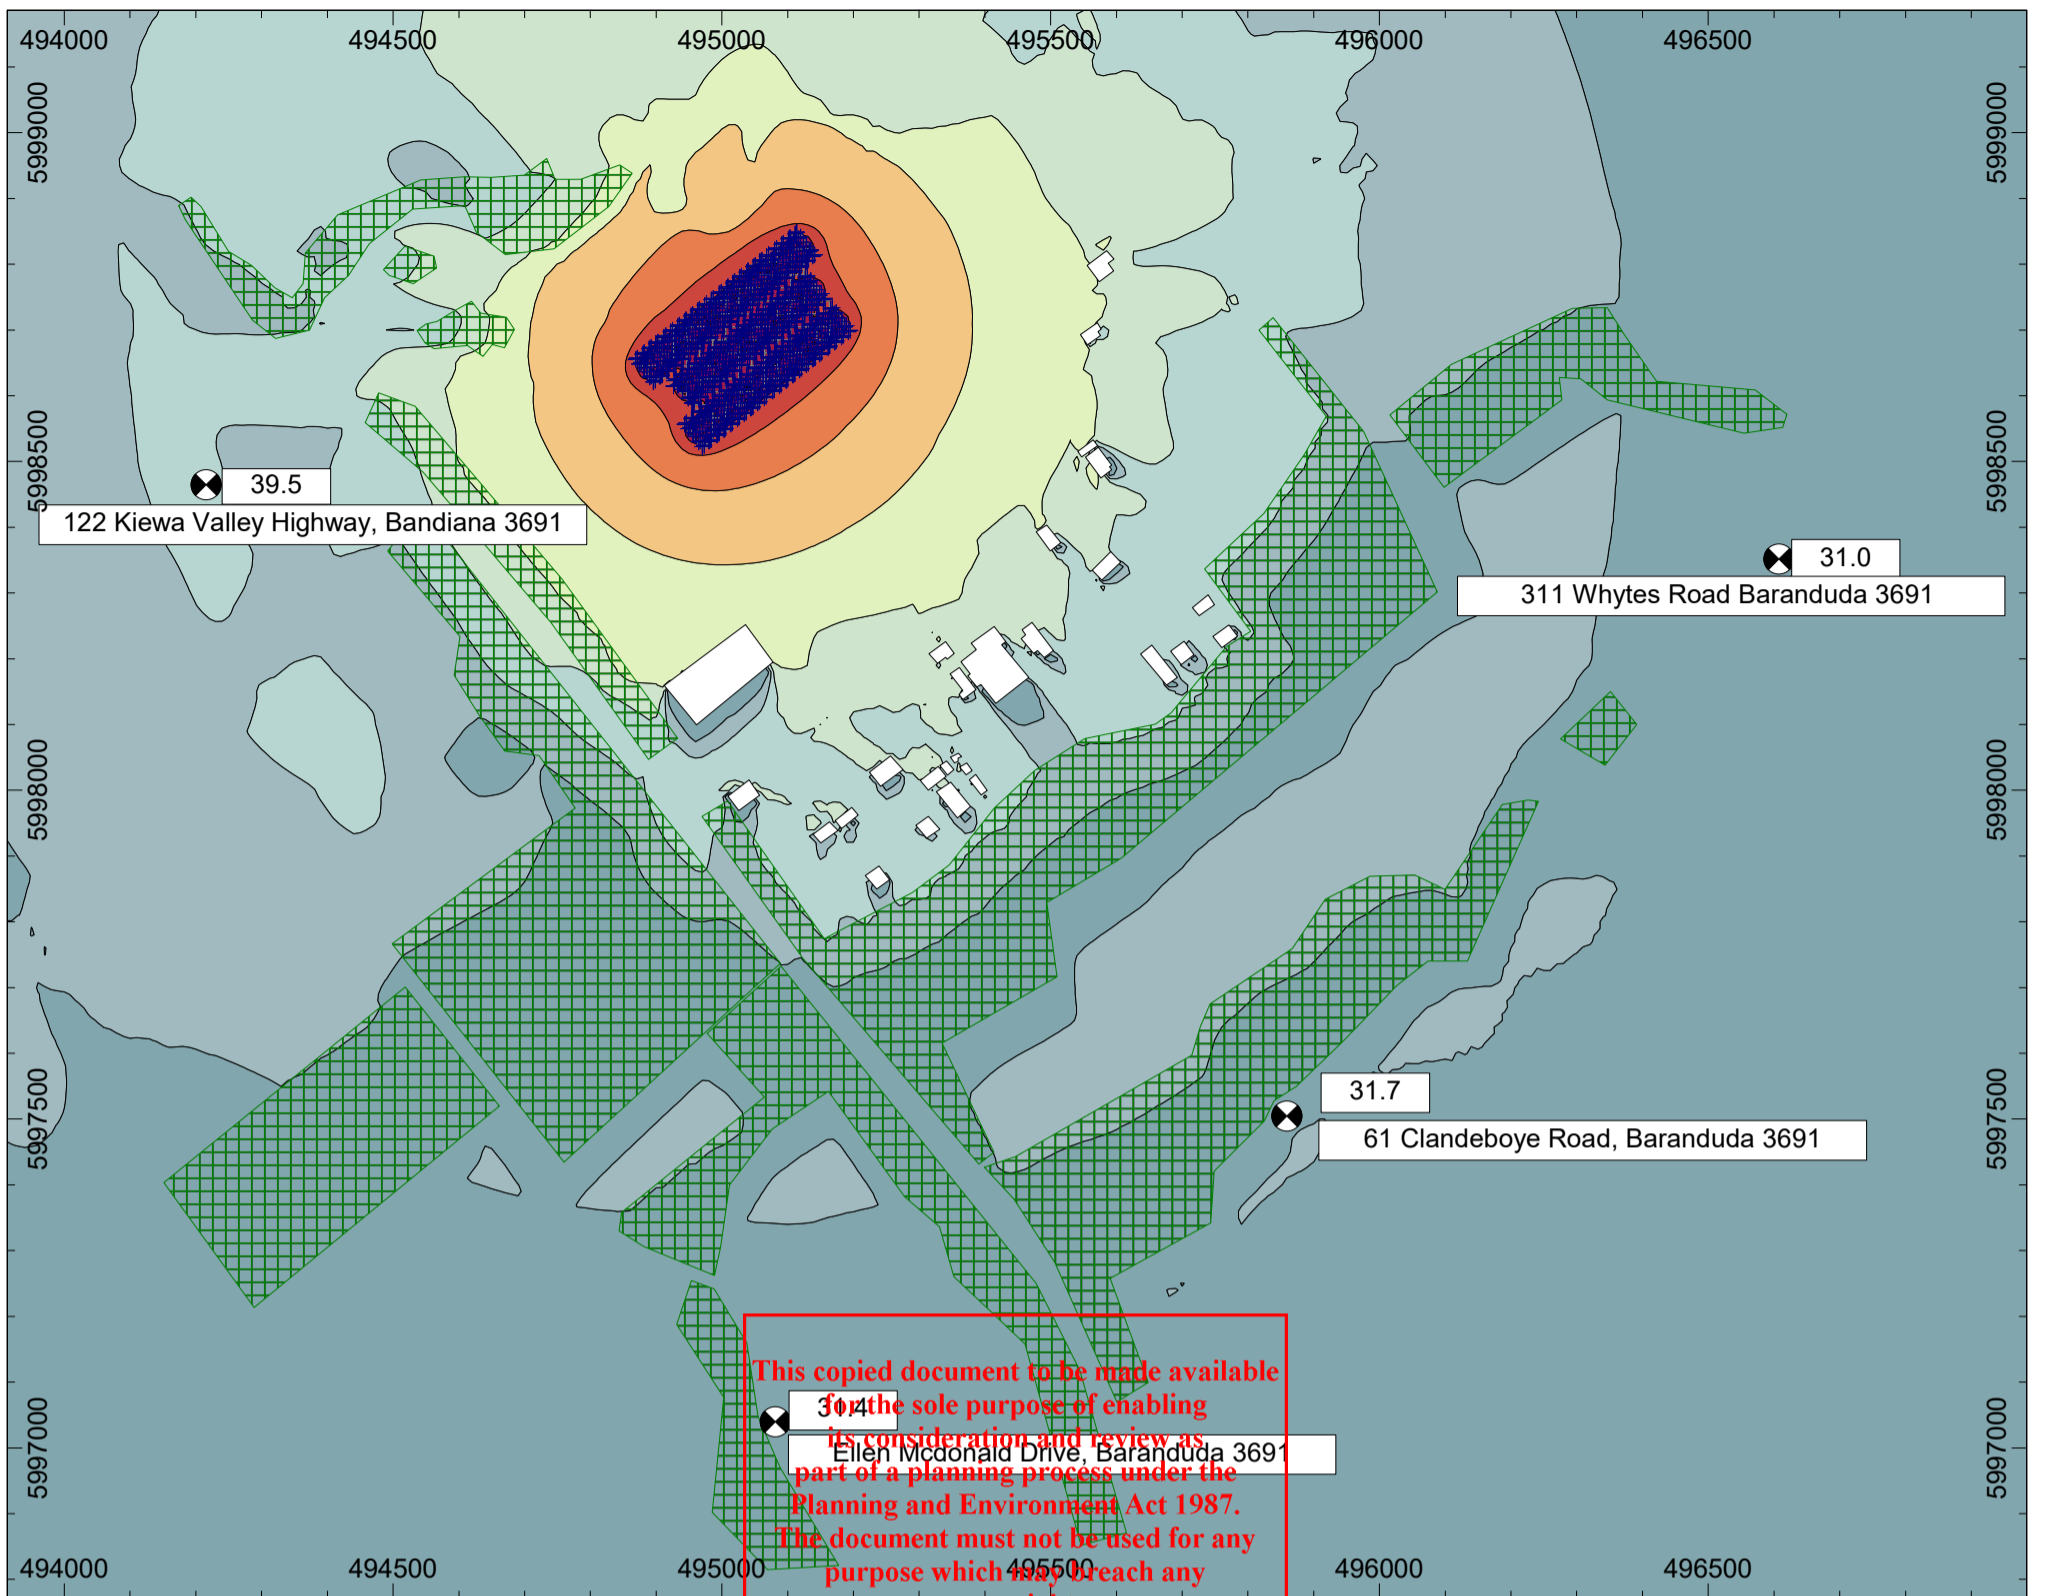 494000 494500 495000 495500 496000 496500
5999000 5999000
5998500 5998500
39.5
122 Kiewa Valley Highway, Bandiana 3691
31.0
311 Whytes Road Baranduda 3691
5998000 5998000
5997500 5997500
31.7
61 Clandeboye Road, Baranduda 3691
5997000 5997000
31.4
Ellen Mcdonald Drive, Baranduda 3691
This copied document to be made available
for the sole purpose of enabling
its consideration and review as
part of a planning process under the
Planning and Environment Act 1987.
The document must not be used for any
purpose which may breach any
494000 494500 495000 495500 496000 496500